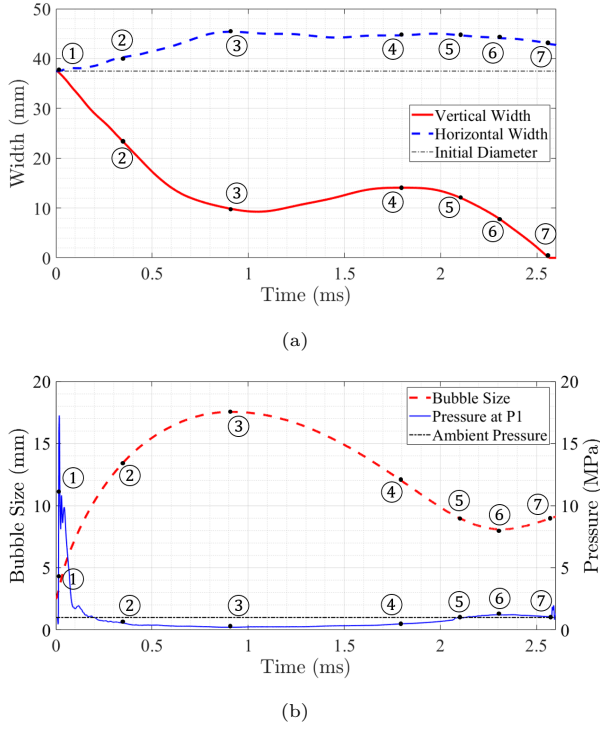 50
40
30
20
10
0
Width (mm)
① ② ③ ④ ⑤ ⑥ ⑦
Vertical Width
Horizontal Width
Initial Diameter
② ③ ④ ⑤ ⑥ ⑦
0 0.5 1 1.5 2 2.5
Time (ms)
(a)
20
15
10
5
0
Bubble Size (mm)
Bubble Size
Pressure at P1
Ambient Pressure
20
15
10
5
0
Pressure (MPa)
① ② ③ ④ ⑤ ⑥ ⑦
① ② ③ ④ ⑤ ⑥ ⑦
0 0.5 1 1.5 2 2.5
Time (ms)
(b)